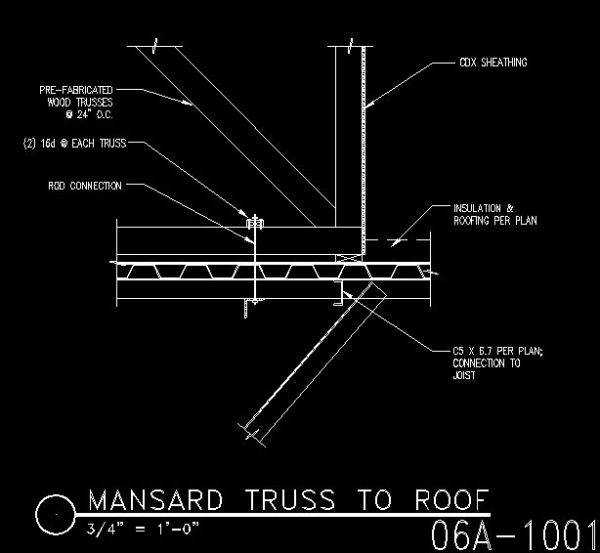 CDX SHEATHING
PRE-FABRICATED
WOOD TRUSSES
@ 24" O.C.
(2) 16d @ EACH TRUSS
ROD CONNECTION
INSULATION &
ROOFING PER PLAN
C5 X 6.7 PER PLAN;
CONNECTION TO
JOIST
MANSARD TRUSS TO ROOF
3/4" = 1'-0"
06A-1001